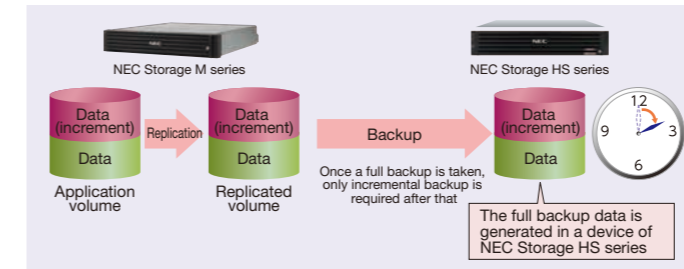 NEC
NEC
NEC Storage M series
NEC Storage HS series
Data
(increment)
Data
Replication
Data
(increment)
Data
Backup
Data
(increment)
Data
12
3
6
9
Application
volume
Replicated
volume
Once a full backup is taken,
only incremental backup is
required after that
The full backup data is
generated in a device of
NEC Storage HS series